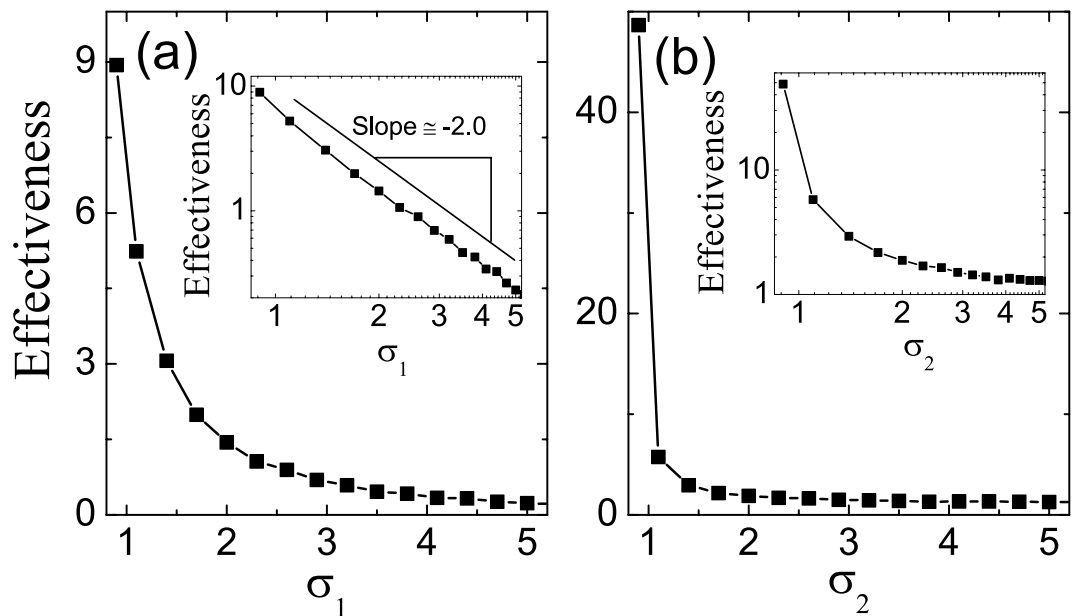 (a)
Effectiveness
9
6
3
0
1 2 3 4 5
σ1
Effectiveness
10
1
Slope ≅ -2.0
1 2 3 4 5
σ1
(b)
40
20
0
1 2 3 4 5
σ2
Effectiveness
10
1
1 2 3 4 5
σ2